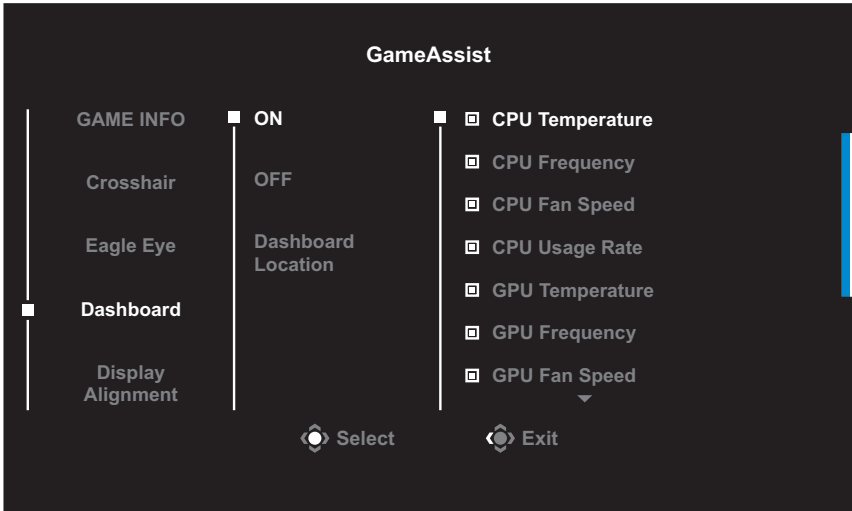 GameAssist
GAME INFO
Crosshair
Eagle Eye
Dashboard
Display
Alignment
ON
OFF
Dashboard
Location
CPU Temperature
CPU Frequency
CPU Fan Speed
CPU Usage Rate
GPU Temperature
GPU Frequency
GPU Fan Speed
Select
Exit